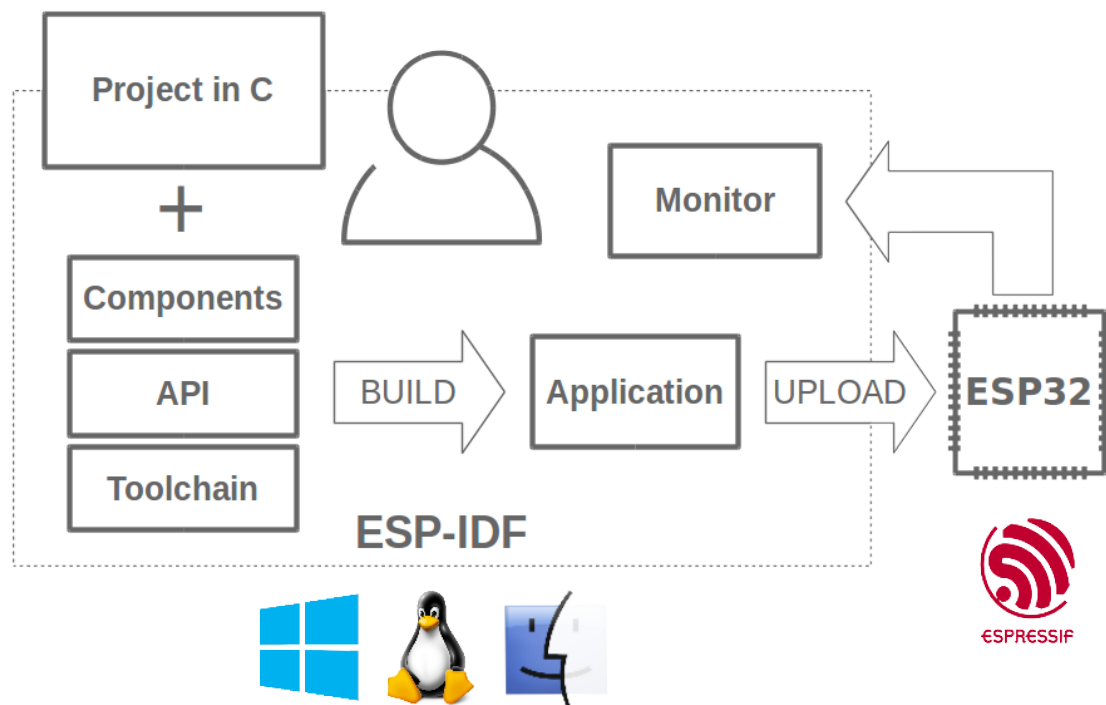 Project in C
+
Components
API
Toolchain
BUILD
Application
UPLOAD
Monitor
ESP32
ESP-IDF
ESPRESSIF